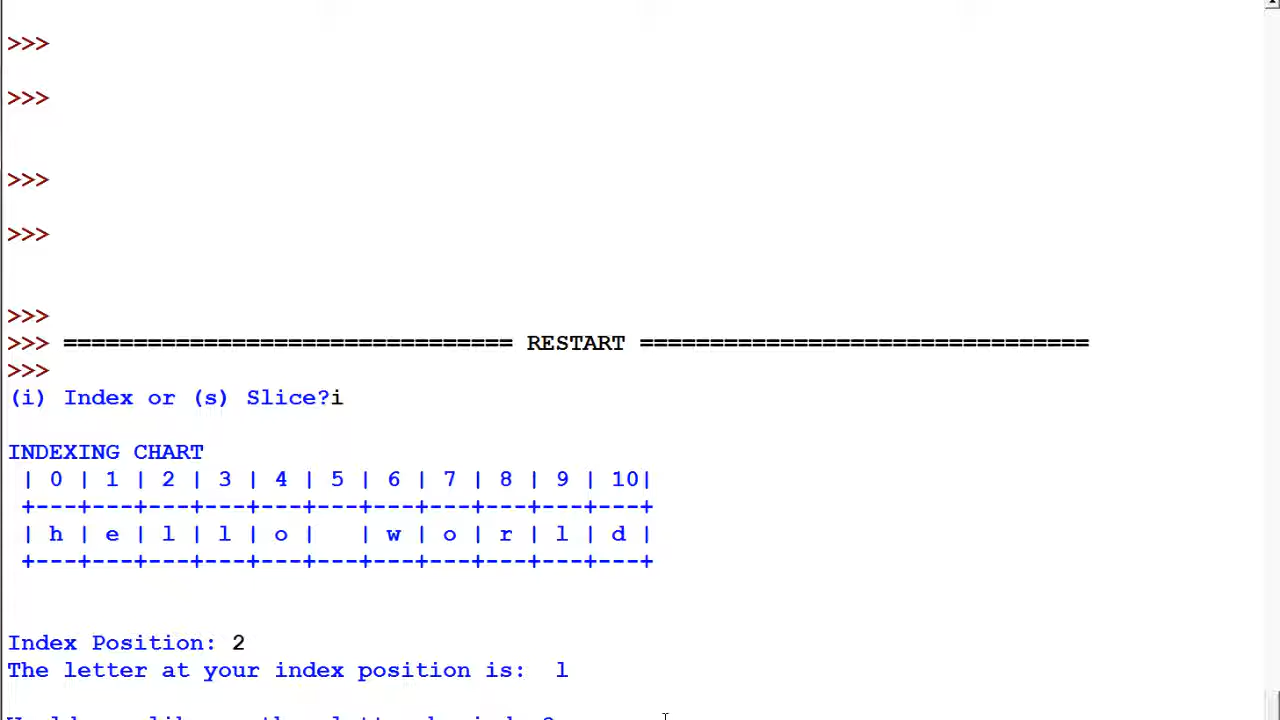 >>>
>>>
>>>
>>>
>>>
>>> ================================ RESTART ================================
>>>
(i) Index or (s) Slice?i
INDEXING CHART
| 0 | 1 | 2 | 3 | 4 | 5 | 6 | 7 | 8 | 9 | 10|
+---+---+---+---+---+---+---+---+---+---+---+
| h | e | l | l | o |   | w | o | r | l | d |
+---+---+---+---+---+---+---+---+---+---+---+
Index Position: 2
The letter at your index position is:  l